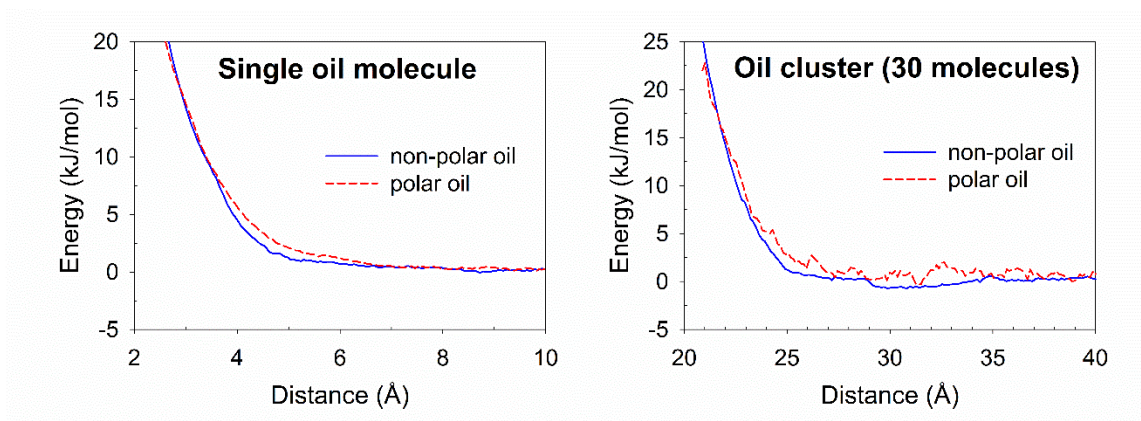 Single oil molecule
Energy (kJ/mol)
20
15
10
5
0
-5
non-polar oil
polar oil
2 4 6 8 10
Distance (Å)
Oil cluster (30 molecules)
Energy (kJ/mol)
25
20
15
10
5
0
-5
non-polar oil
polar oil
20 25 30 35 40
Distance (Å)